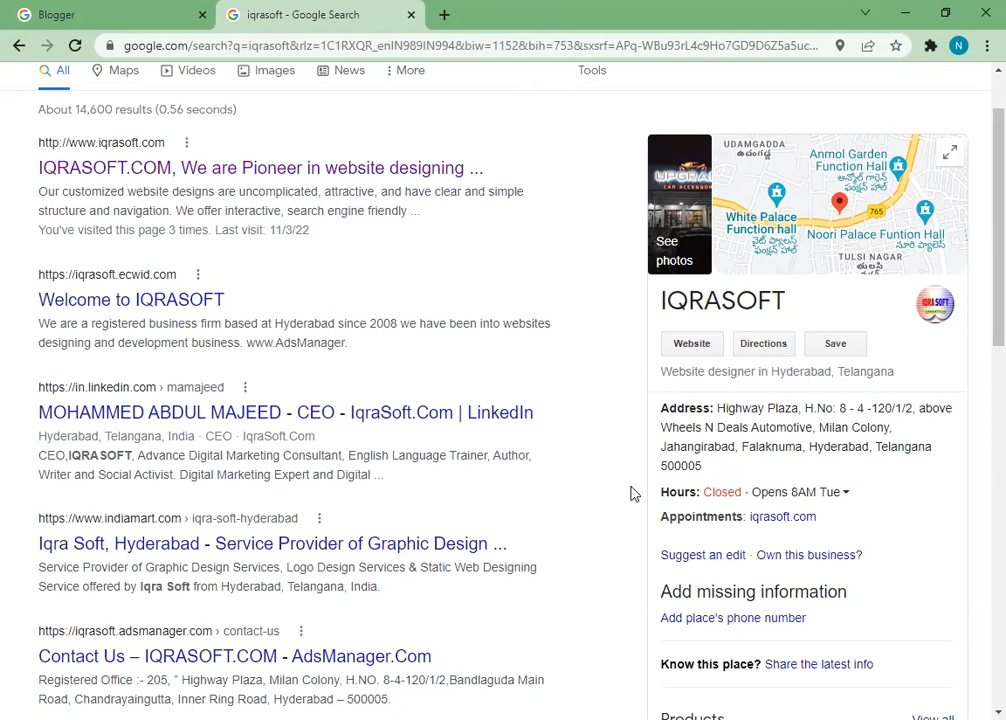 Blogger
iqrasoft - Google Search
google.com/search?q=iqrasoft&rlz=1C1RXQR_enIN989IN994&biw=1152&bih=753&sxsrf=APq-WBu93rL4c9Ho7GD9D6Z5a5uc...
N
All
Maps
Videos
Images
News
More
Tools
About 14,600 results (0.56 seconds)
http://www.iqrasoft.com
IQRASOFT.COM, We are Pioneer in website designing ...
Our customized website designs are uncomplicated, attractive, and have clear and simple
structure and navigation. We offer interactive, search engine friendly ...
You've visited this page 3 times. Last visit: 11/3/22
https://iqrasoft.ecwid.com
Welcome to IQRASOFT
We are a registered business firm based at Hyderabad since 2008 we have been into websites
designing and development business. www.AdsManager.
https://in.linkedin.com › mamajeed
MOHAMMED ABDUL MAJEED - CEO - IqraSoft.Com | LinkedIn
Hyderabad, Telangana, India · CEO · IqraSoft.Com
CEO,IQRASOFT, Advance Digital Marketing Consultant, English Language Trainer, Author,
Writer and Social Activist. Digital Marketing Expert and Digital ...
https://www.indiamart.com › iqra-soft-hyderabad
Iqra Soft, Hyderabad - Service Provider of Graphic Design ...
Service Provider of Graphic Design Services, Logo Design Services & Static Web Designing
Service offered by Iqra Soft from Hyderabad, Telangana, India.
https://iqrasoft.adsmanager.com › contact-us
Contact Us – IQRASOFT.COM - AdsManager.Com
Registered Office :- 205, " Highway Plaza, Milan Colony, H.NO. 8-4-120/1/2,Bandlaguda Main
Road, Chandrayaingutta, Inner Ring Road, Hyderabad – 500005.
UPGRA
CAR ACCESSOR
See
photos
UDAMGADDA
ఉండంగడ్డ
Anmol Garden
Function Hall
అన్మోల్ గార్డెన్
ఫంక్షన్ హాల్
White Palace
Function hall
వైట్ ప్యాలెస్
ఫంక్షన్ హాల్
765
Noori Palace Funtion Hall
నూరి ప్యాలెస్...
TULSI NAGAR
తులసి
నగర్
IQRASOFT
IQRA SOFT
Website
Directions
Save
Website designer in Hyderabad, Telangana
Address: Highway Plaza, H.No: 8 - 4 -120/1/2, above
Wheels N Deals Automotive, Milan Colony,
Jahangirabad, Falaknuma, Hyderabad, Telangana
500005
Hours: Closed · Opens 8AM Tue
Appointments: iqrasoft.com
Suggest an edit · Own this business?
Add missing information
Add place's phone number
Know this place? Share the latest info
Products
View all